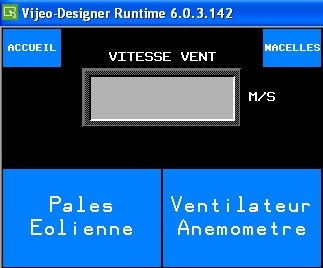 Vijeo-Designer Runtime 6.0.3.142
ACCUEIL
VITESSE VENT
NACELLES
M/S
Pales
Eolienne
Ventilateur
Anemometre